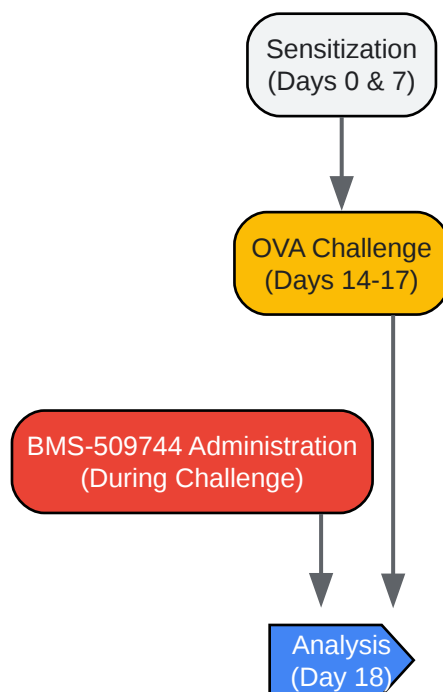 Sensitization
(Days 0 & 7)
OVA Challenge
(Days 14-17)
BMS-509744 Administration
(During Challenge)
Analysis
(Day 18)